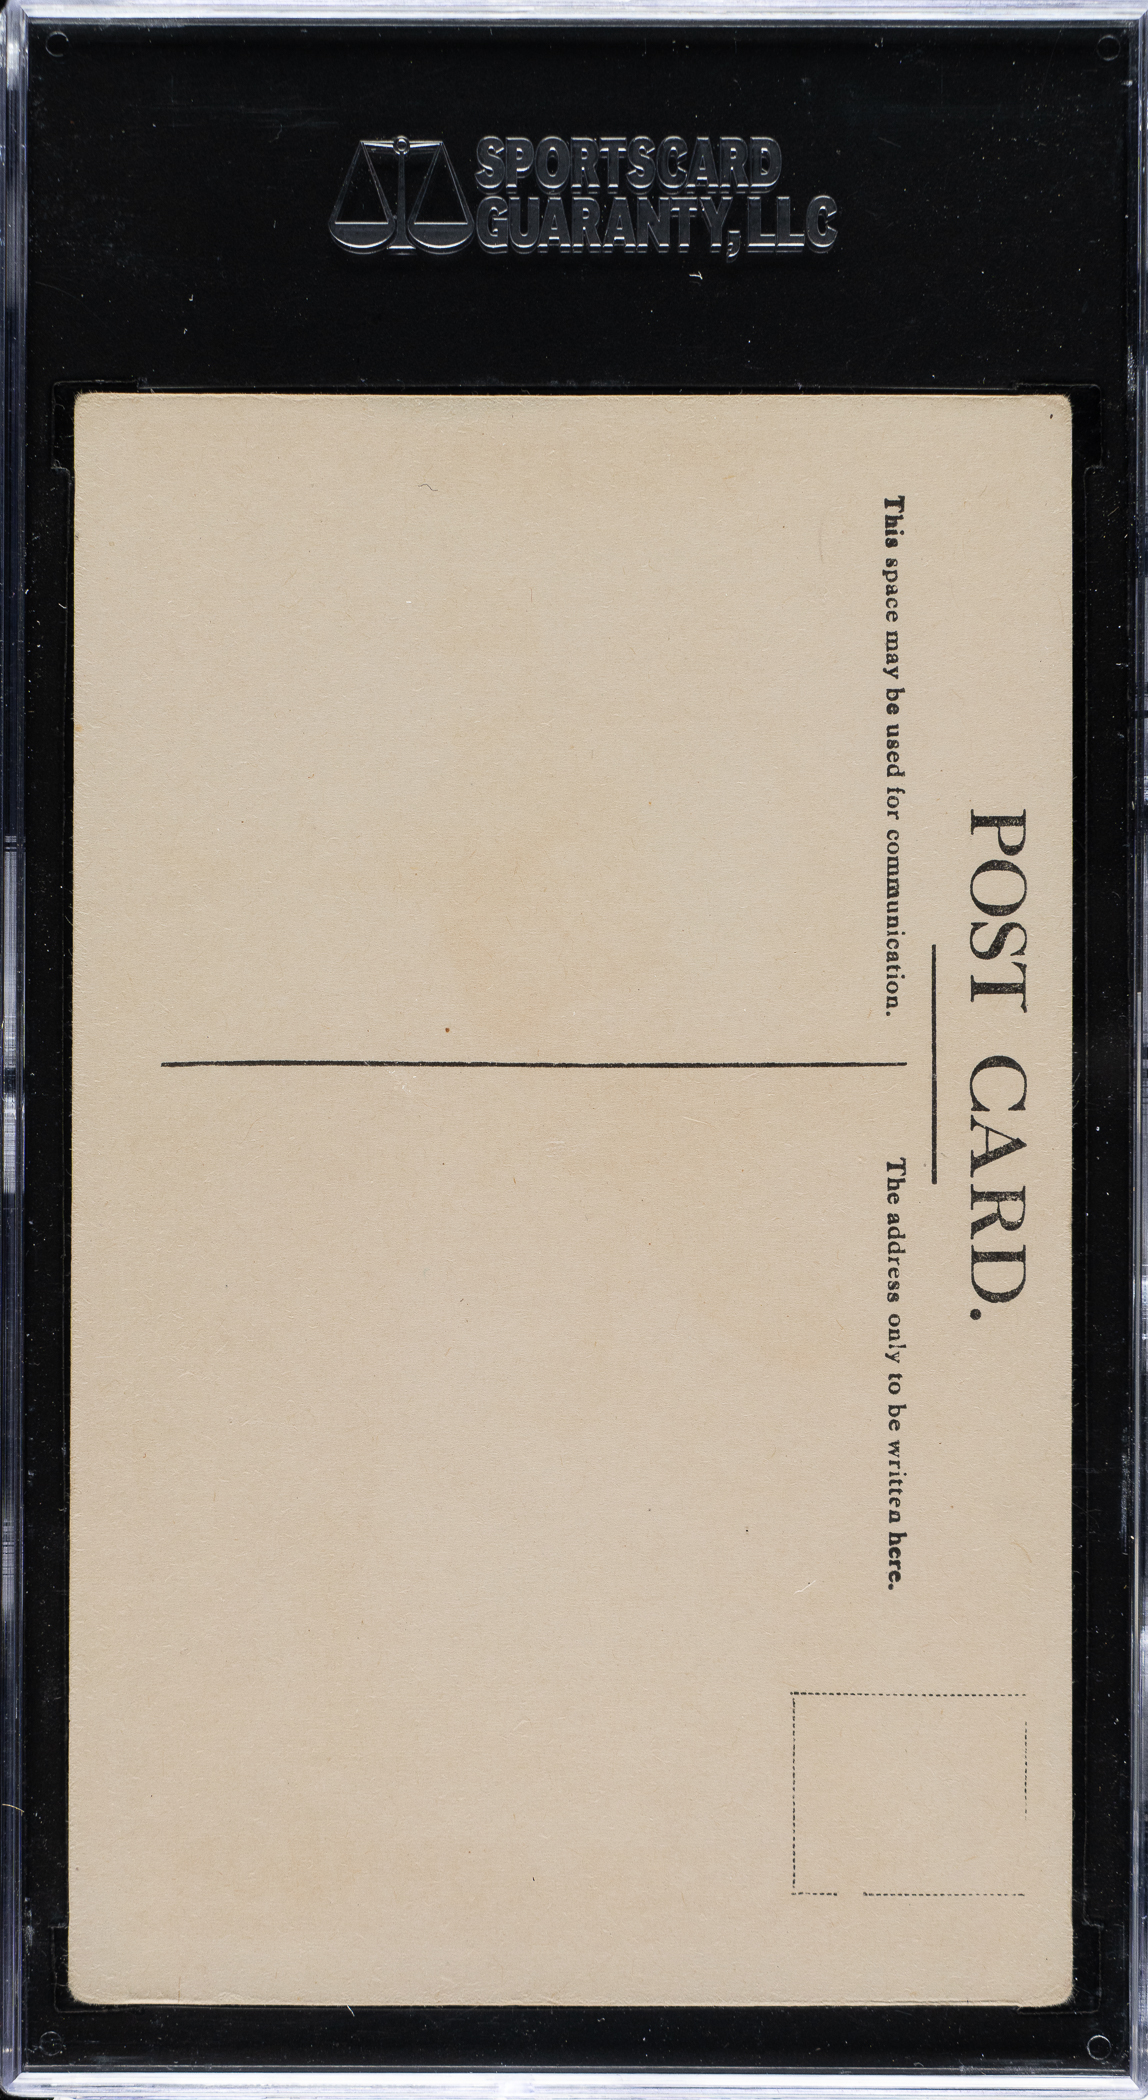 SPORTSCARD
GUARANTY, LLC
POST CARD.
This space may be used for communication.
The address only to be written here.